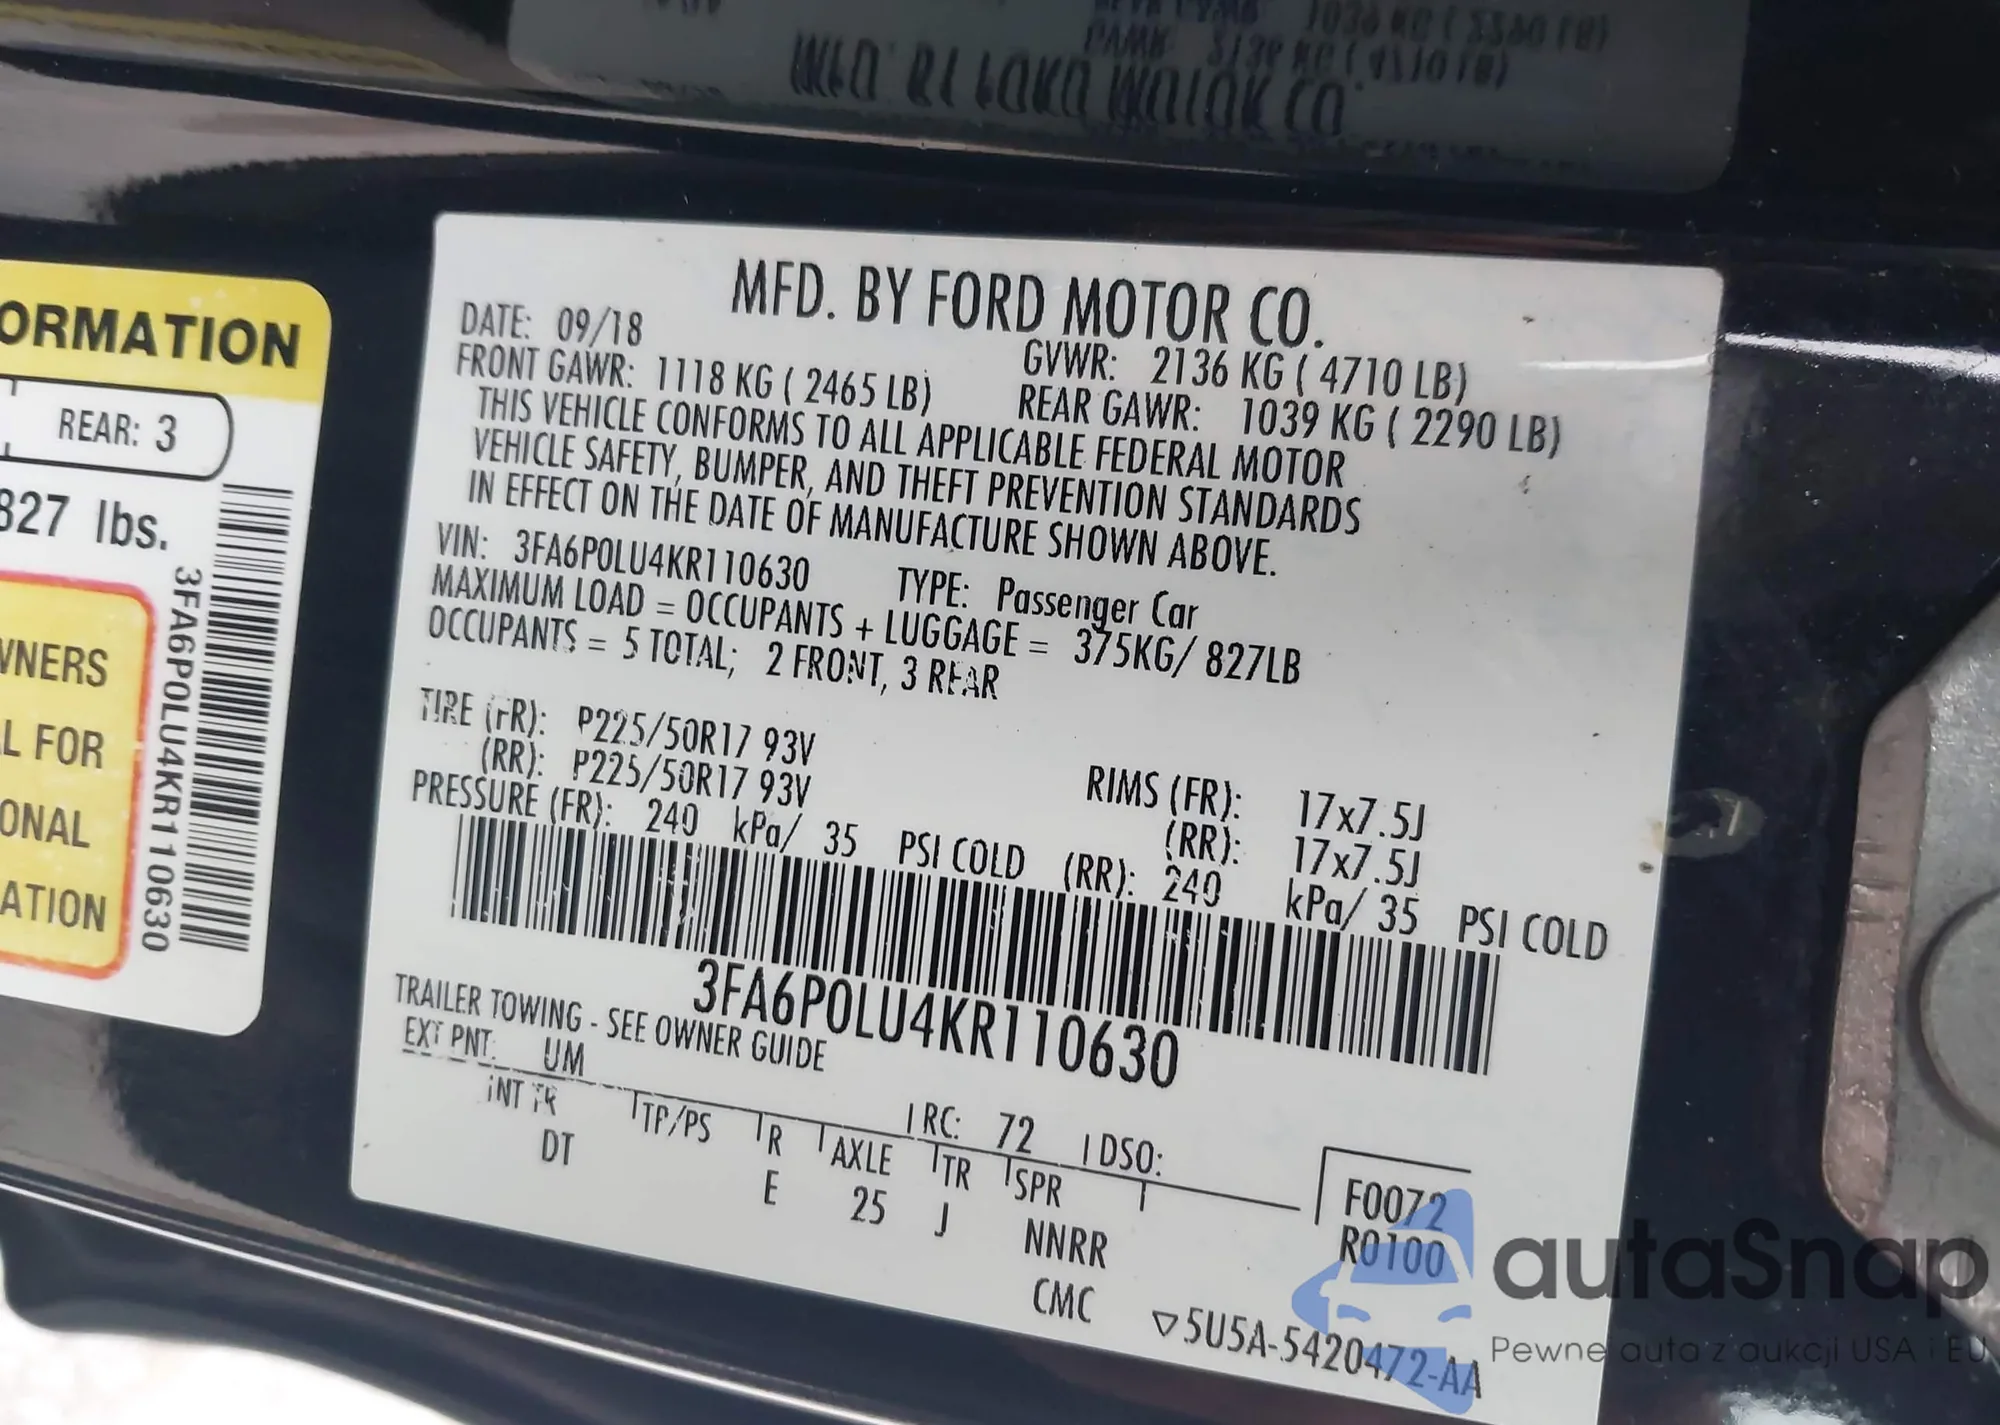 ORMATION
REAR: 3
827 lbs.
3FA6P0LU4KR110630
WNERS
L FOR
ONAL
ATION
MFD. BY FORD MOTOR CO.
DATE: 09/18
GVWR: 2136 KG ( 4710 LB)
FRONT GAWR: 1118 KG ( 2465 LB)
REAR GAWR: 1039 KG ( 2290 LB)
THIS VEHICLE CONFORMS TO ALL APPLICABLE FEDERAL MOTOR
VEHICLE SAFETY, BUMPER, AND THEFT PREVENTION STANDARDS
IN EFFECT ON THE DATE OF MANUFACTURE SHOWN ABOVE.
VIN: 3FA6P0LU4KR110630 TYPE: Passenger Car
MAXIMUM LOAD = OCCUPANTS + LUGGAGE = 375KG/ 827LB
OCCUPANTS = 5 TOTAL; 2 FRONT, 3 REAR
TIRE (FR): P225/50R17 93V RIMS (FR): 17x7.5J
(RR): P225/50R17 93V (RR): 17x7.5J
PRESSURE (FR): 240 kPa/ 35 PSI COLD (RR): 240 kPa/ 35 PSI COLD
3FA6P0LU4KR110630
TRAILER TOWING - SEE OWNER GUIDE
EXT PNT: UM RC: 72 DSO:
INT TR TP/PS R AXLE TR SPR
DT E 25 J NNRR
CMC
F0072
R0100
▽5U5A-5420472-AA
autoSnap
Pewne auta z aukcji USA i EU